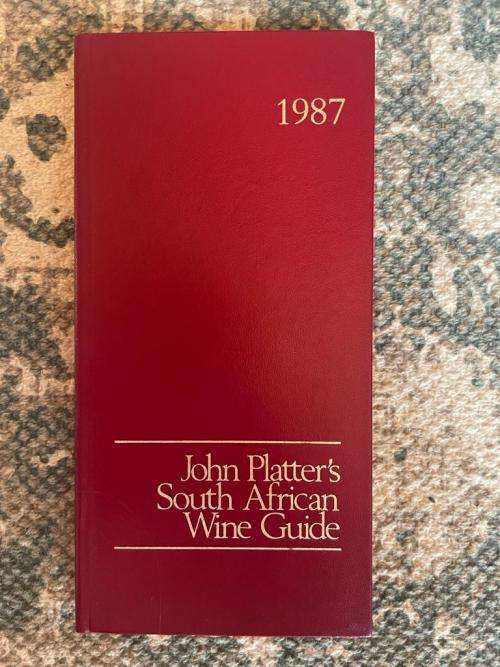 1987
John Platter's
South African
Wine Guide